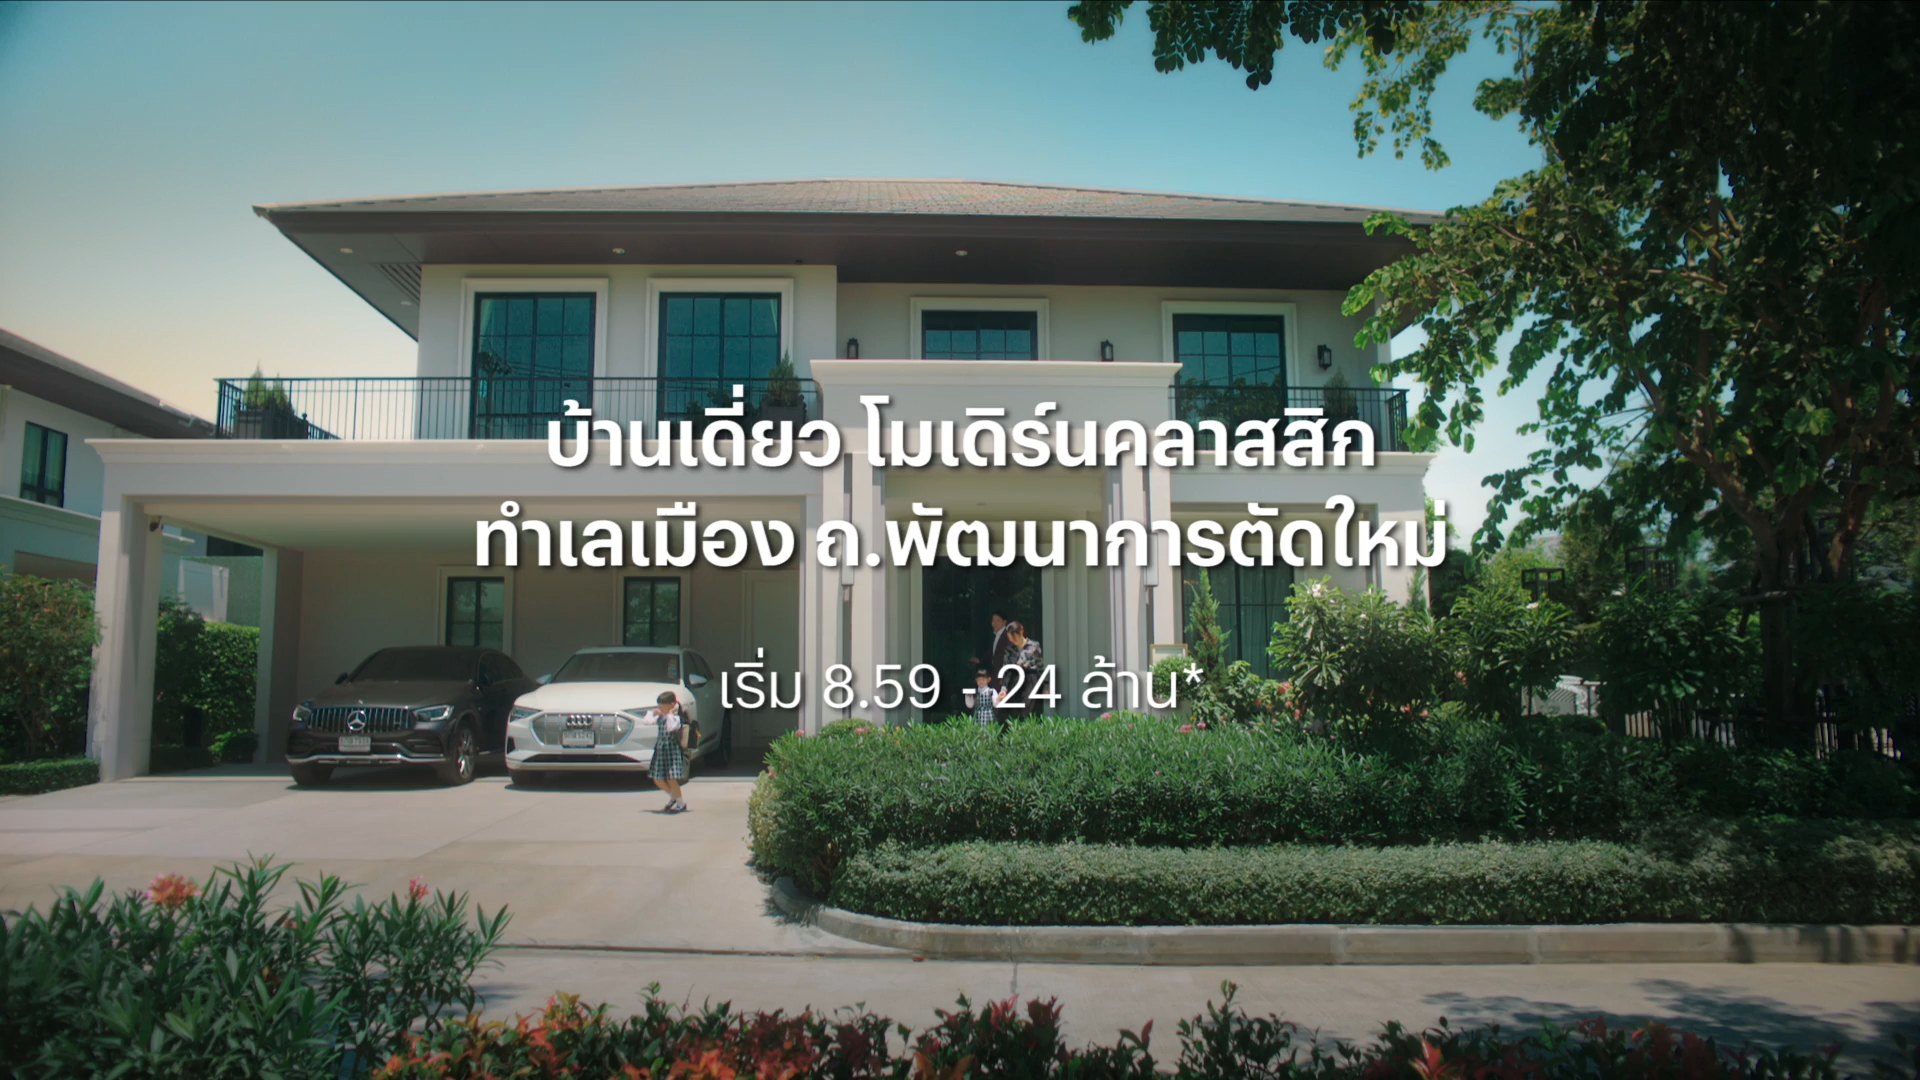 บ้านเดี่ยว โมเดิร์นคลาสสิก
ทำเลเมือง ถ.พัฒนาการตัดใหม่
เริ่ม 8.59 - 24 ล้าน*